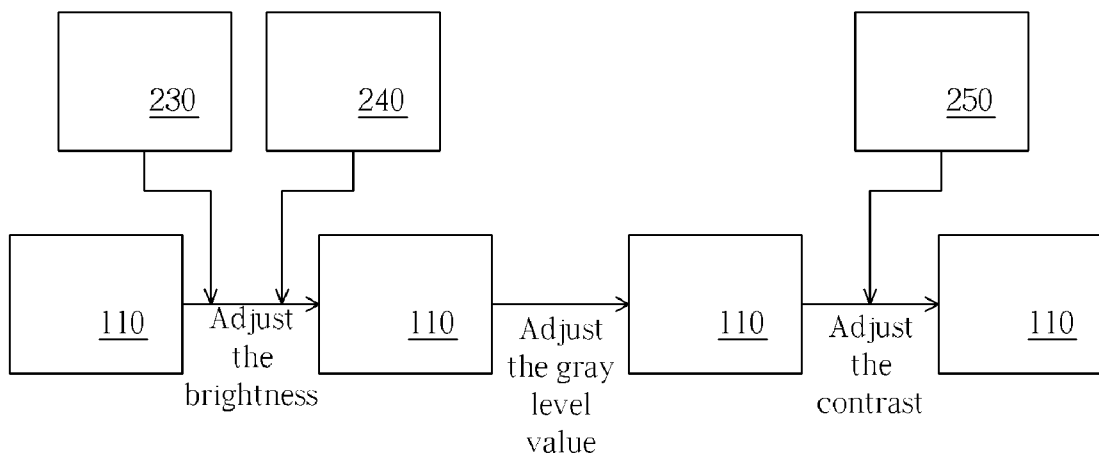 230
240
250
110
110
110
110
Adjust
the
brightness
Adjust
the gray
level
value
Adjust
the
contrast